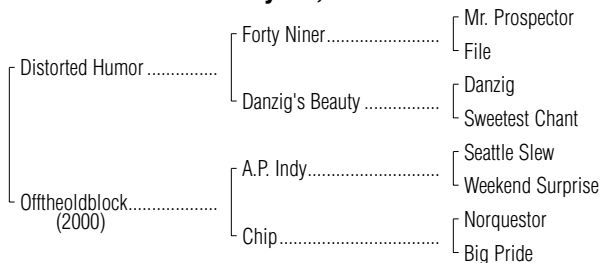 Mr. Prospector
Forty Niner........................
File
Distorted Humor ...............
Danzig
Danzig's Beauty ................
Sweetest Chant
Seattle Slew
A.P. Indy............................
Weekend Surprise
Offtheoldblock...................
(2000)
Norquestor
Chip..................................
Big Pride